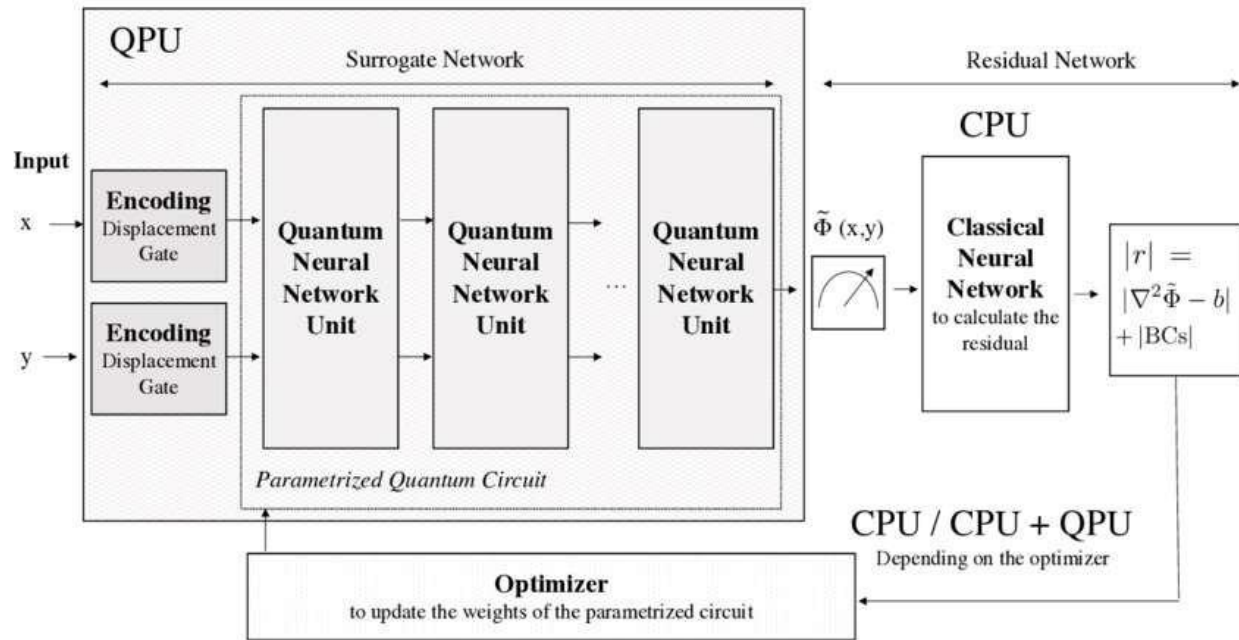 QPU
Surrogate Network
Residual Network
CPU
Input
x
y
Encoding
Displacement
Gate
Encoding
Displacement
Gate
Quantum
Neural
Network
Unit
Quantum
Neural
Network
Unit
...
Quantum
Neural
Network
Unit
Φ̃ (x,y)
Classical
Neural
Network
to calculate the
residual
|r| =
|∇²Φ̃ − b|
+ |BCs|
Parametrized Quantum Circuit
CPU / CPU + QPU
Depending on the optimizer
Optimizer
to update the weights of the parametrized circuit